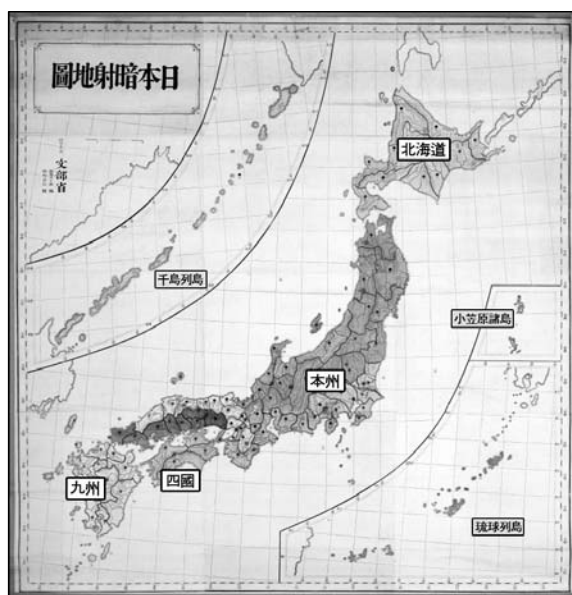 日本暗射地圖
文部省
北海道
千島列島
小笠原諸島
本州
四國
九州
琉球列島